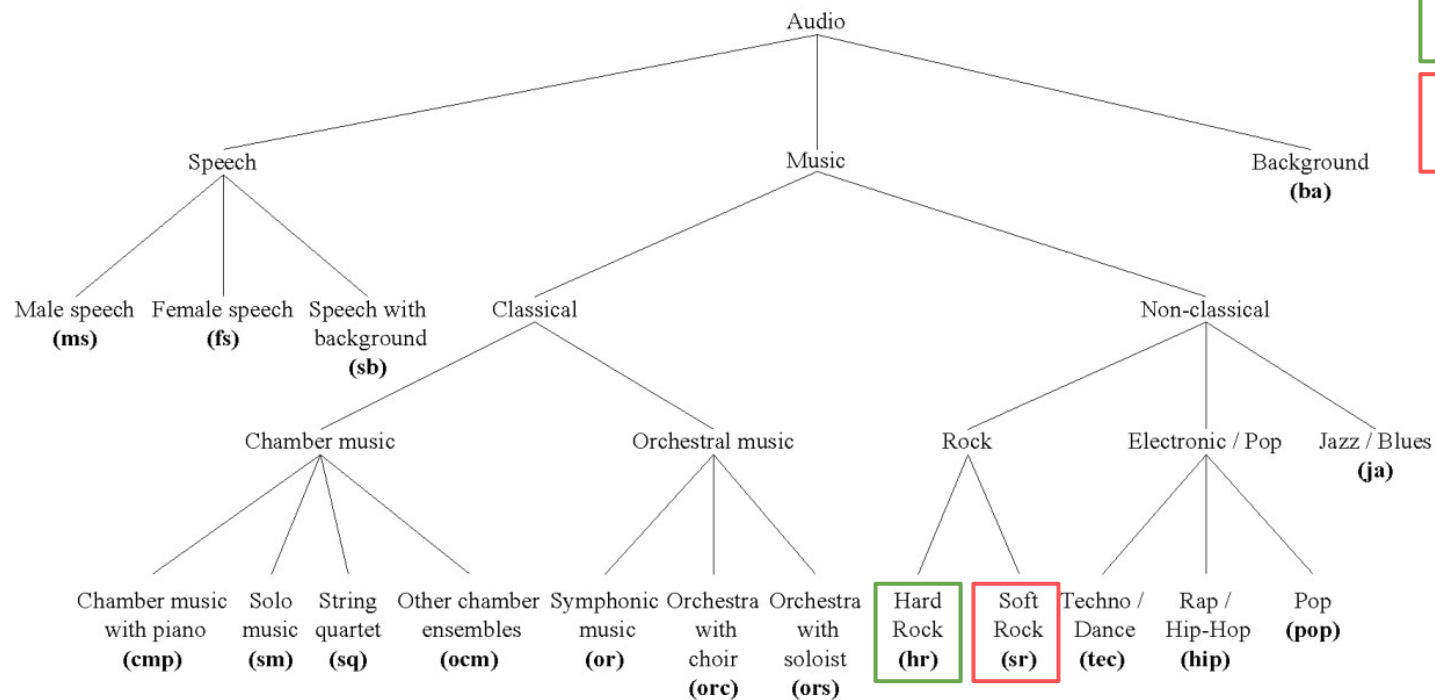 Audio
Speech
Music
Background
(ba)
Male speech
(ms)
Female speech
(fs)
Speech with
background
(sb)
Classical
Non-classical
Chamber music
Orchestral music
Rock
Electronic / Pop
Jazz / Blues
(ja)
Chamber music
with piano
(cmp)
Solo
music
(sm)
String
quartet
(sq)
Other chamber
ensembles
(ocm)
Symphonic
music
(or)
Orchestra
with
choir
(orc)
Orchestra
with
soloist
(ors)
Hard
Rock
(hr)
Soft
Rock
(sr)
Techno /
Dance
(tec)
Rap /
Hip-Hop
(hip)
Pop
(pop)